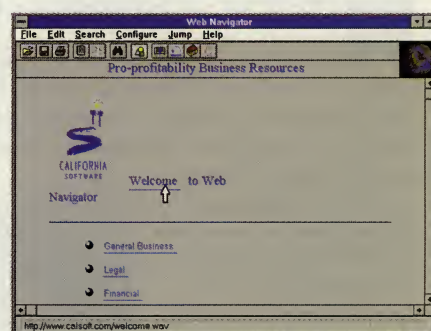 Web Navigator
File Edit Search Configure Jump Help
Pro-profitability Business Resources
CALIFORNIA
SOFTWARE
Welcome to Web
Navigator
General Business
Legal
Financial
http://www.calsoft.com/welcome.wav